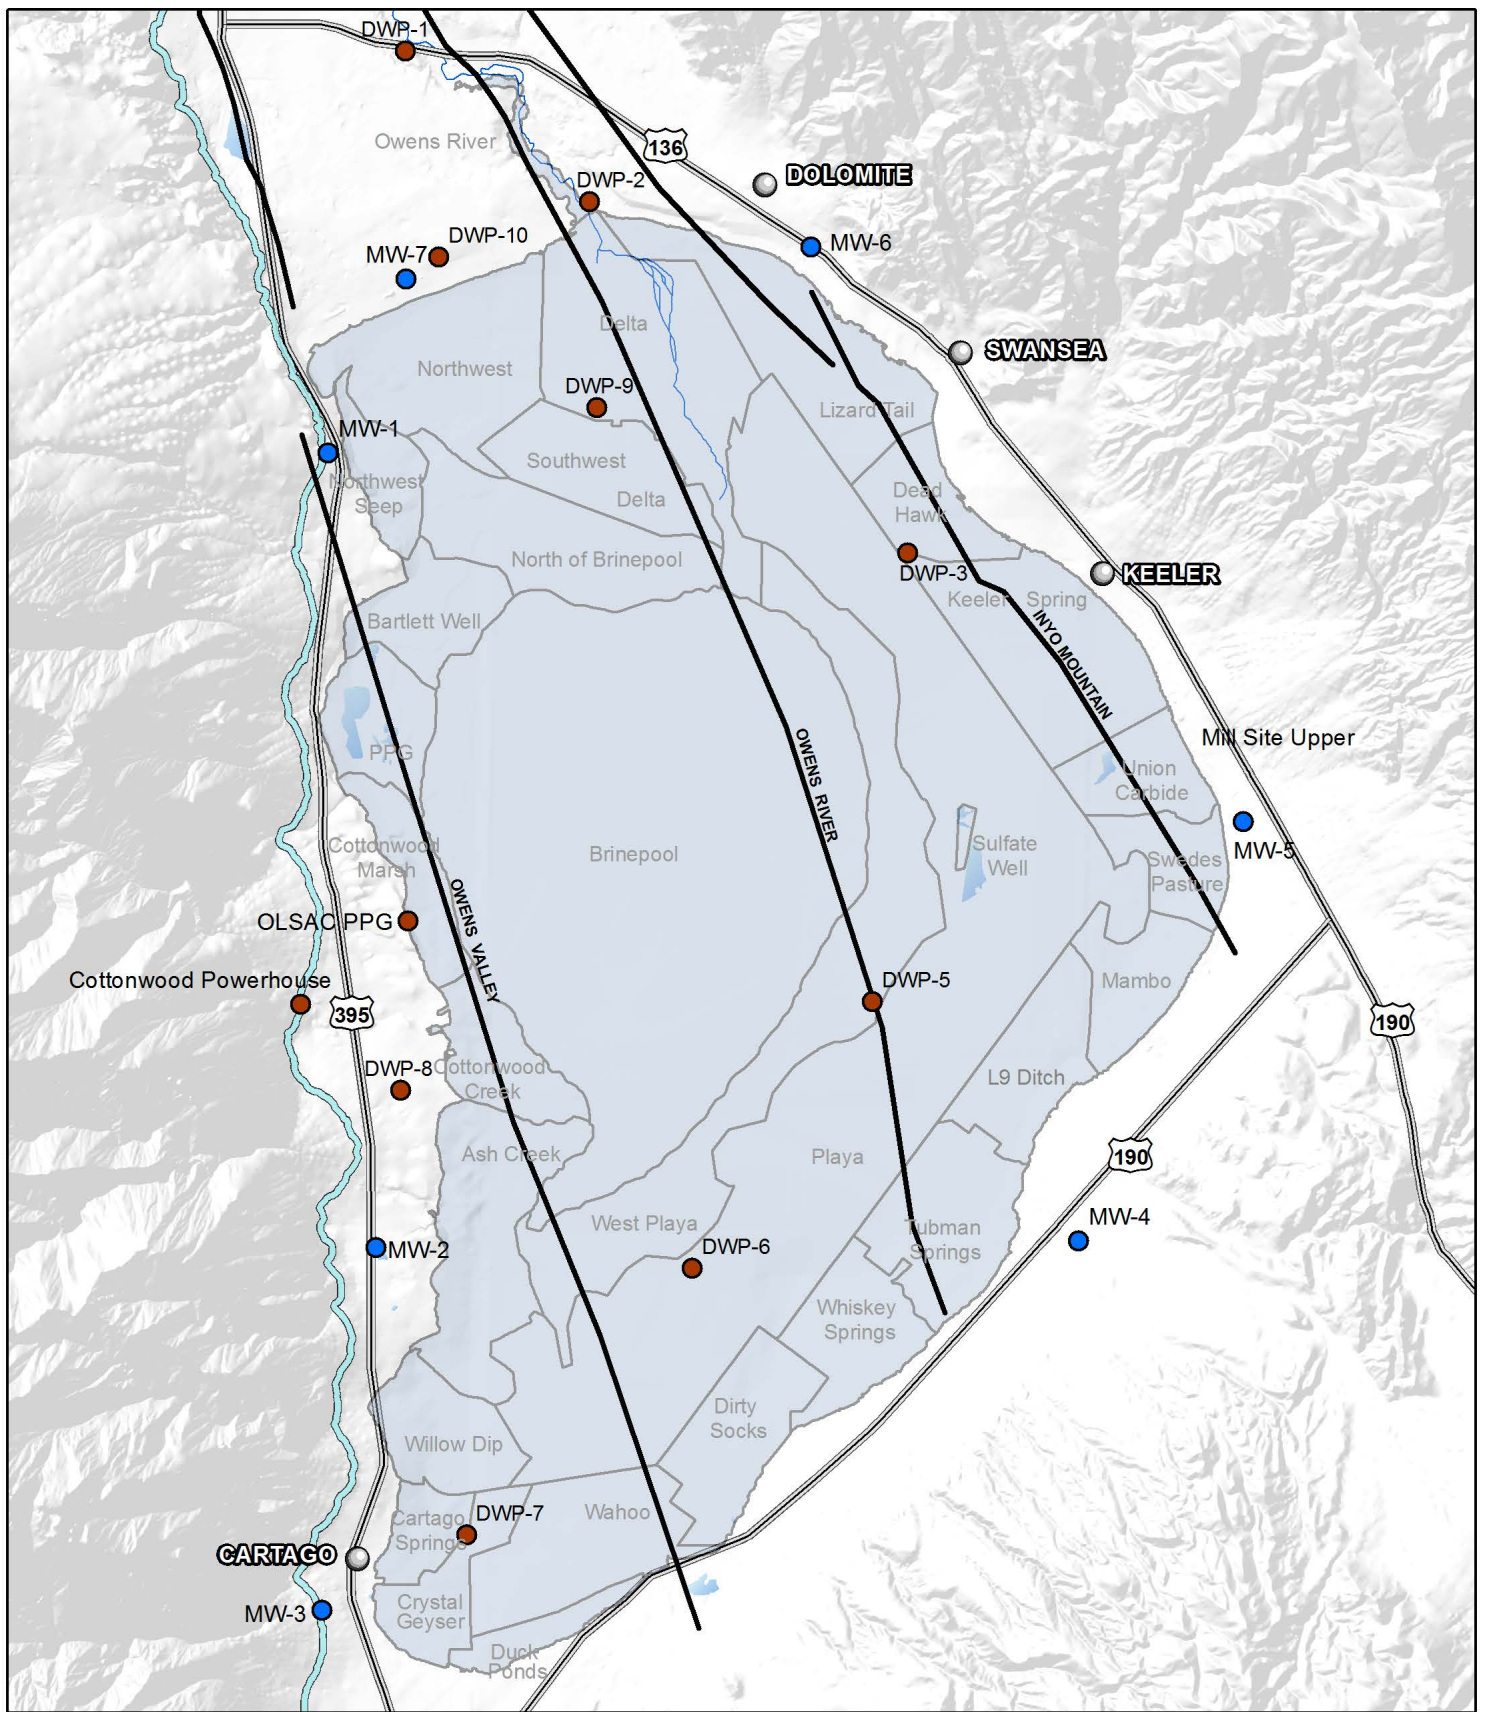 DWP-1
Owens River
136
DOLOMITE
DWP-2
MW-6
DWP-10
MW-7
Delta
SWANSEA
Northwest
DWP-9
Lizard Tail
MW-1
Southwest
Delta
Northwest
Seep
Dead
Hawk
North of Brinepool
DWP-3
KEELER
Keeler Spring
Bartlett Well
INYO MOUNTAIN
PPG
OWENS RIVER
Mill Site Upper
Union
Carbide
MW-5
Cottonwood
Marsh
Brinepool
Sulfate
Well
Swedes
Pasture
OLSAC PPG
OWENS VALLEY
Cottonwood Powerhouse
395
DWP-5
Mambo
190
DWP-8
Cottonwood
Creek
L9 Ditch
Ash Creek
Playa
190
West Playa
MW-4
MW-2
DWP-6
Tubman
Springs
Whiskey
Springs
Dirty
Socks
Willow Dip
DWP-7
Wahoo
Cartago
Springs
CARTAGO
MW-3
Crystal
Geyser
Duck
Ponds